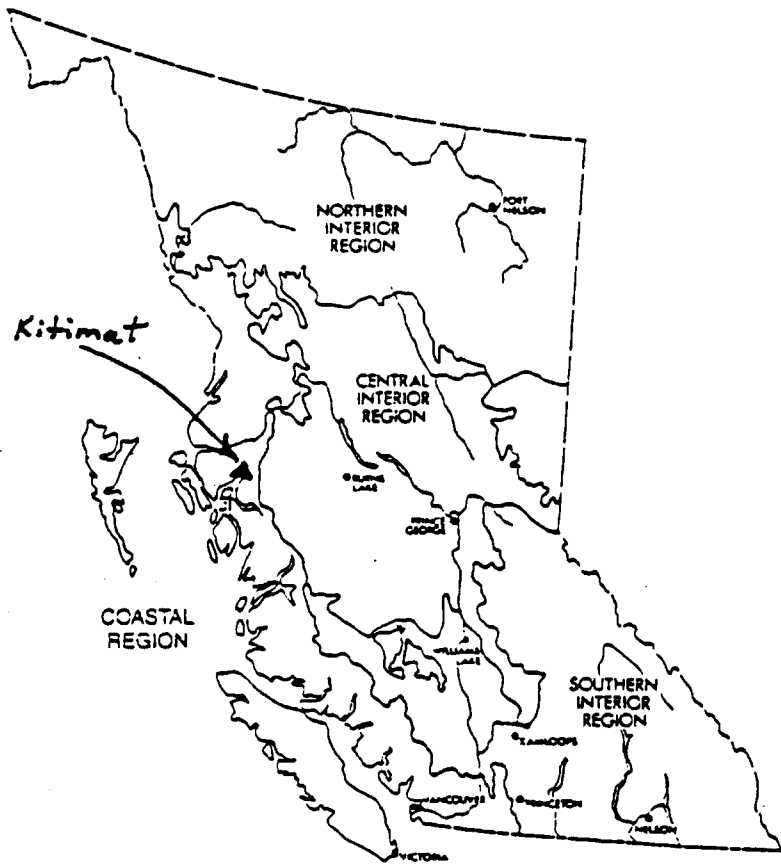 NORTHERN
INTERIOR
REGION
FORT
NELSON
Kitimat
CENTRAL
INTERIOR
REGION
BURNS
LAKE
PRINCE
GEORGE
COASTAL
REGION
WILLIAMS
LAKE
SOUTHERN
INTERIOR
REGION
KAMLOOPS
VANCOUVER
PRINCETON
NELSON
VICTORIA